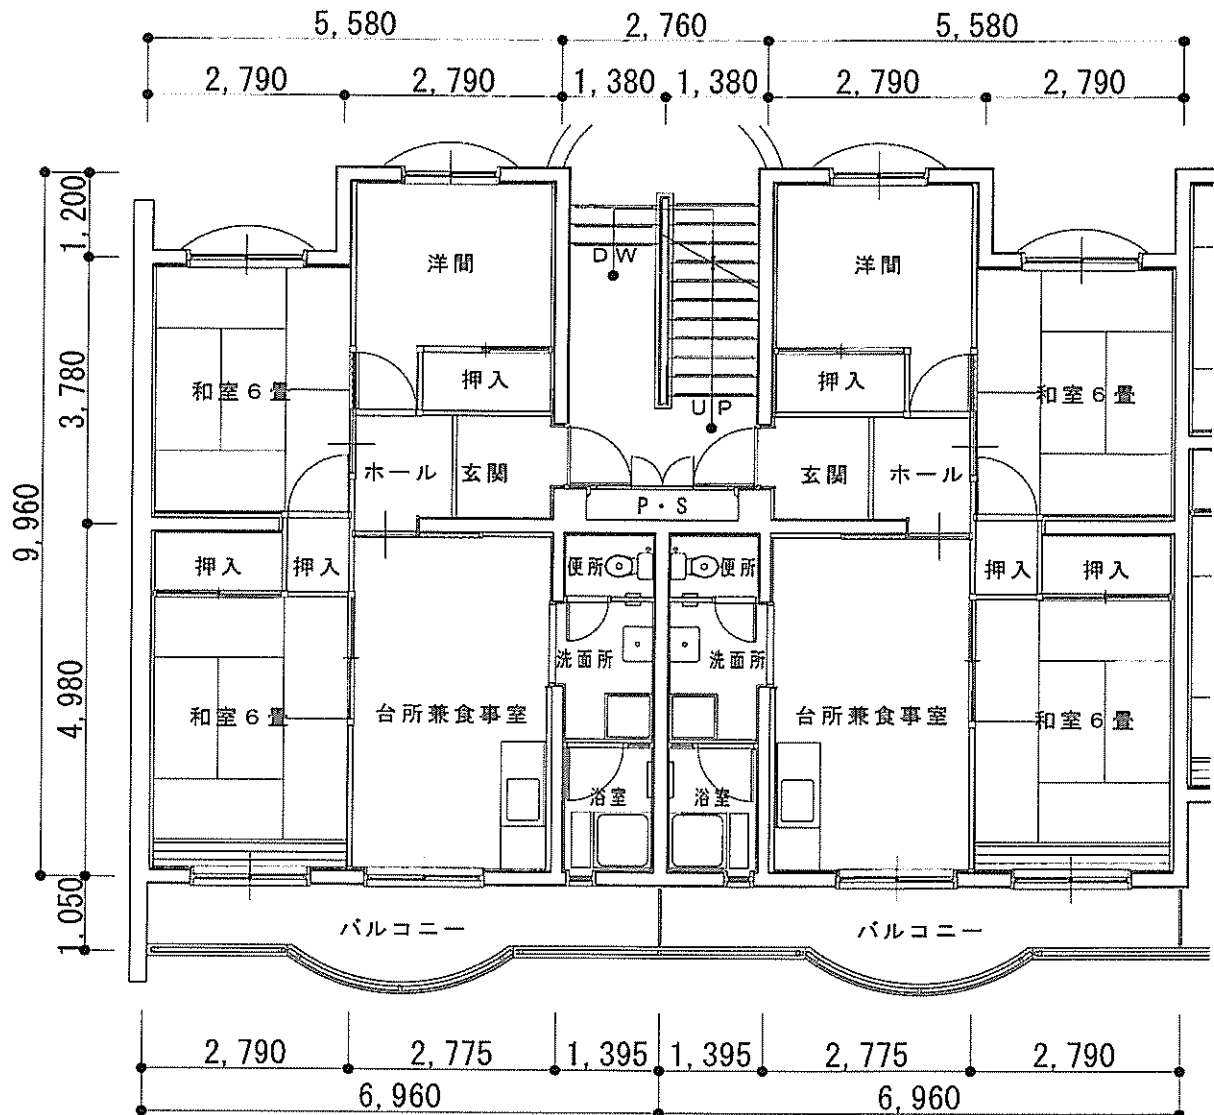 5,580 2,760 5,580
2,790 2,790 1,380 1,380 2,790 2,790
1,200
3,780
9,960
4,980
1,050
DW
洋間 洋間
押入 押入
和室6畳 和室6畳
UP
ホール 玄関 玄関 ホール
P・S
押入 押入 便所 便所 押入 押入
洗面所 洗面所
和室6畳 台所兼食事室 台所兼食事室 和室6畳
浴室 浴室
バルコニー バルコニー
2,790 2,775 1,395 1,395 2,775 2,790
6,960 6,960